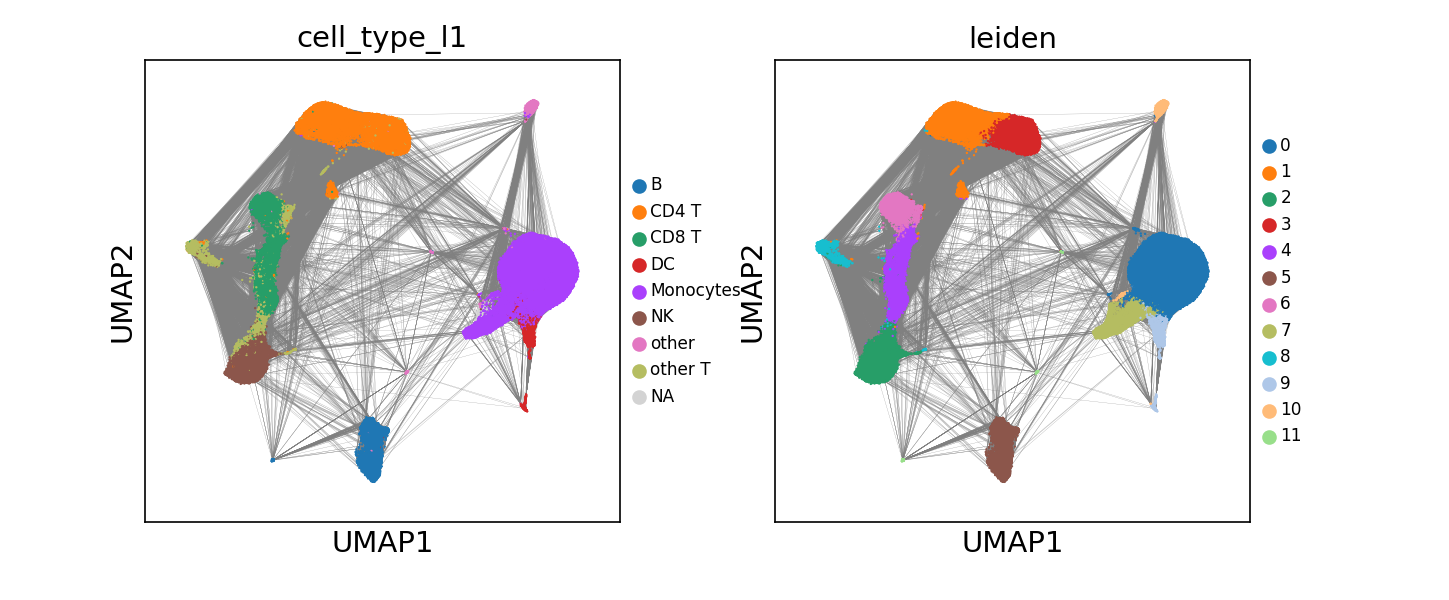 cell_type_l1
UMAP2
UMAP1
B
CD4 T
CD8 T
DC
Monocytes
NK
other
other T
NA
leiden
UMAP2
UMAP1
0
1
2
3
4
5
6
7
8
9
10
11